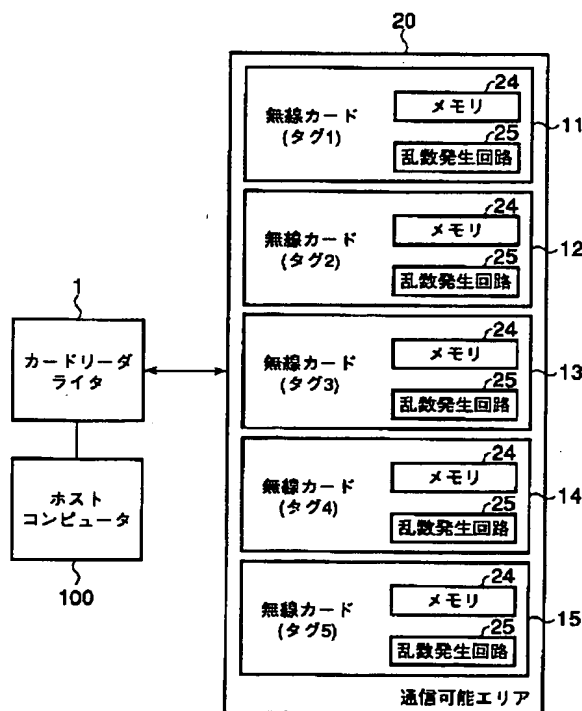 20
無線カード
(タグ1)
24
メモリ
25
乱数発生回路
11
無線カード
(タグ2)
24
メモリ
25
乱数発生回路
12
1
カードリーダ
ライタ
無線カード
(タグ3)
24
メモリ
25
乱数発生回路
13
ホスト
コンピュータ
100
無線カード
(タグ4)
24
メモリ
25
乱数発生回路
14
無線カード
(タグ5)
24
メモリ
25
乱数発生回路
15
通信可能エリア